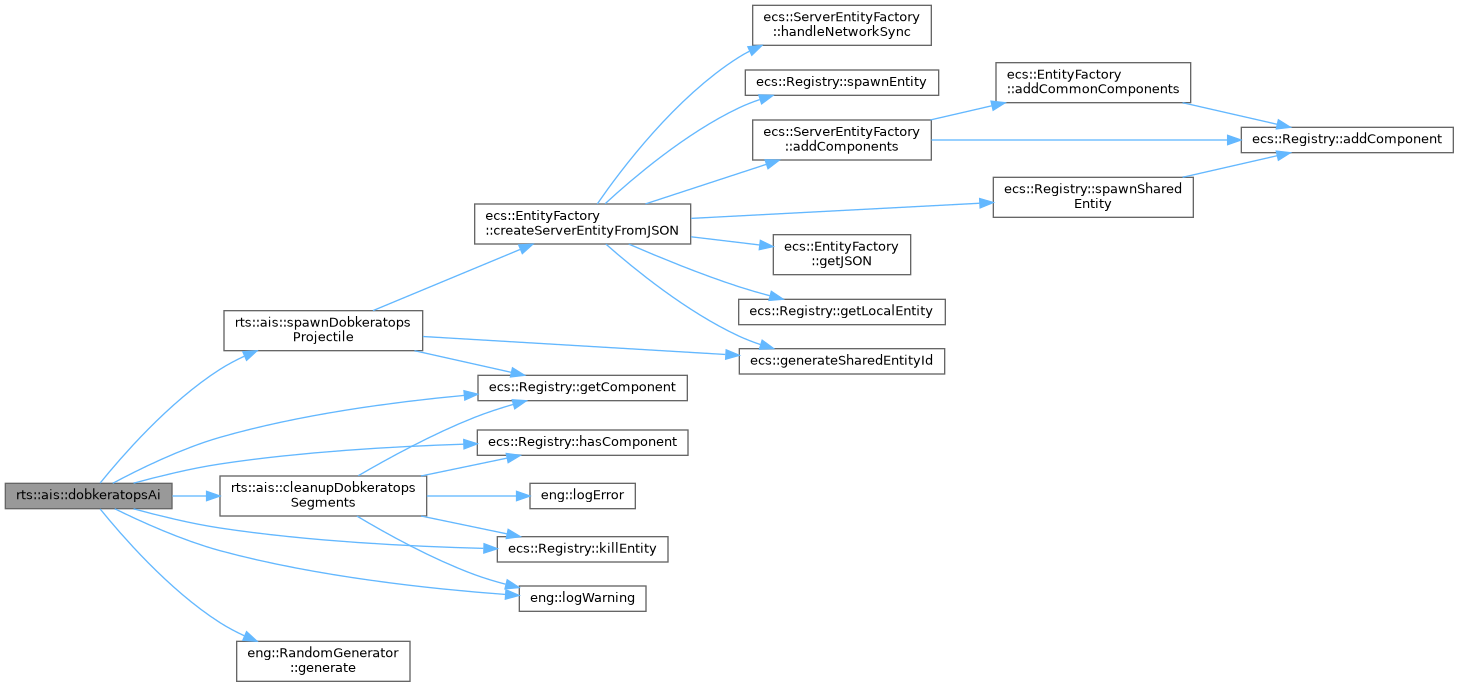 ecs::ServerEntityFactory
::handleNetworkSync
ecs::Registry::spawnEntity
ecs::EntityFactory
::addCommonComponents
ecs::ServerEntityFactory
::addComponents
ecs::Registry::addComponent
ecs::Registry::spawnShared
Entity
ecs::EntityFactory
::createServerEntityFromJSON
ecs::EntityFactory
::getJSON
ecs::Registry::getLocalEntity
rts::ais::spawnDobkeratops
Projectile
ecs::generateSharedEntityId
ecs::Registry::getComponent
ecs::Registry::hasComponent
rts::ais::dobkeratopsAi
rts::ais::cleanupDobkeratops
Segments
eng::logError
ecs::Registry::killEntity
eng::logWarning
eng::RandomGenerator
::generate